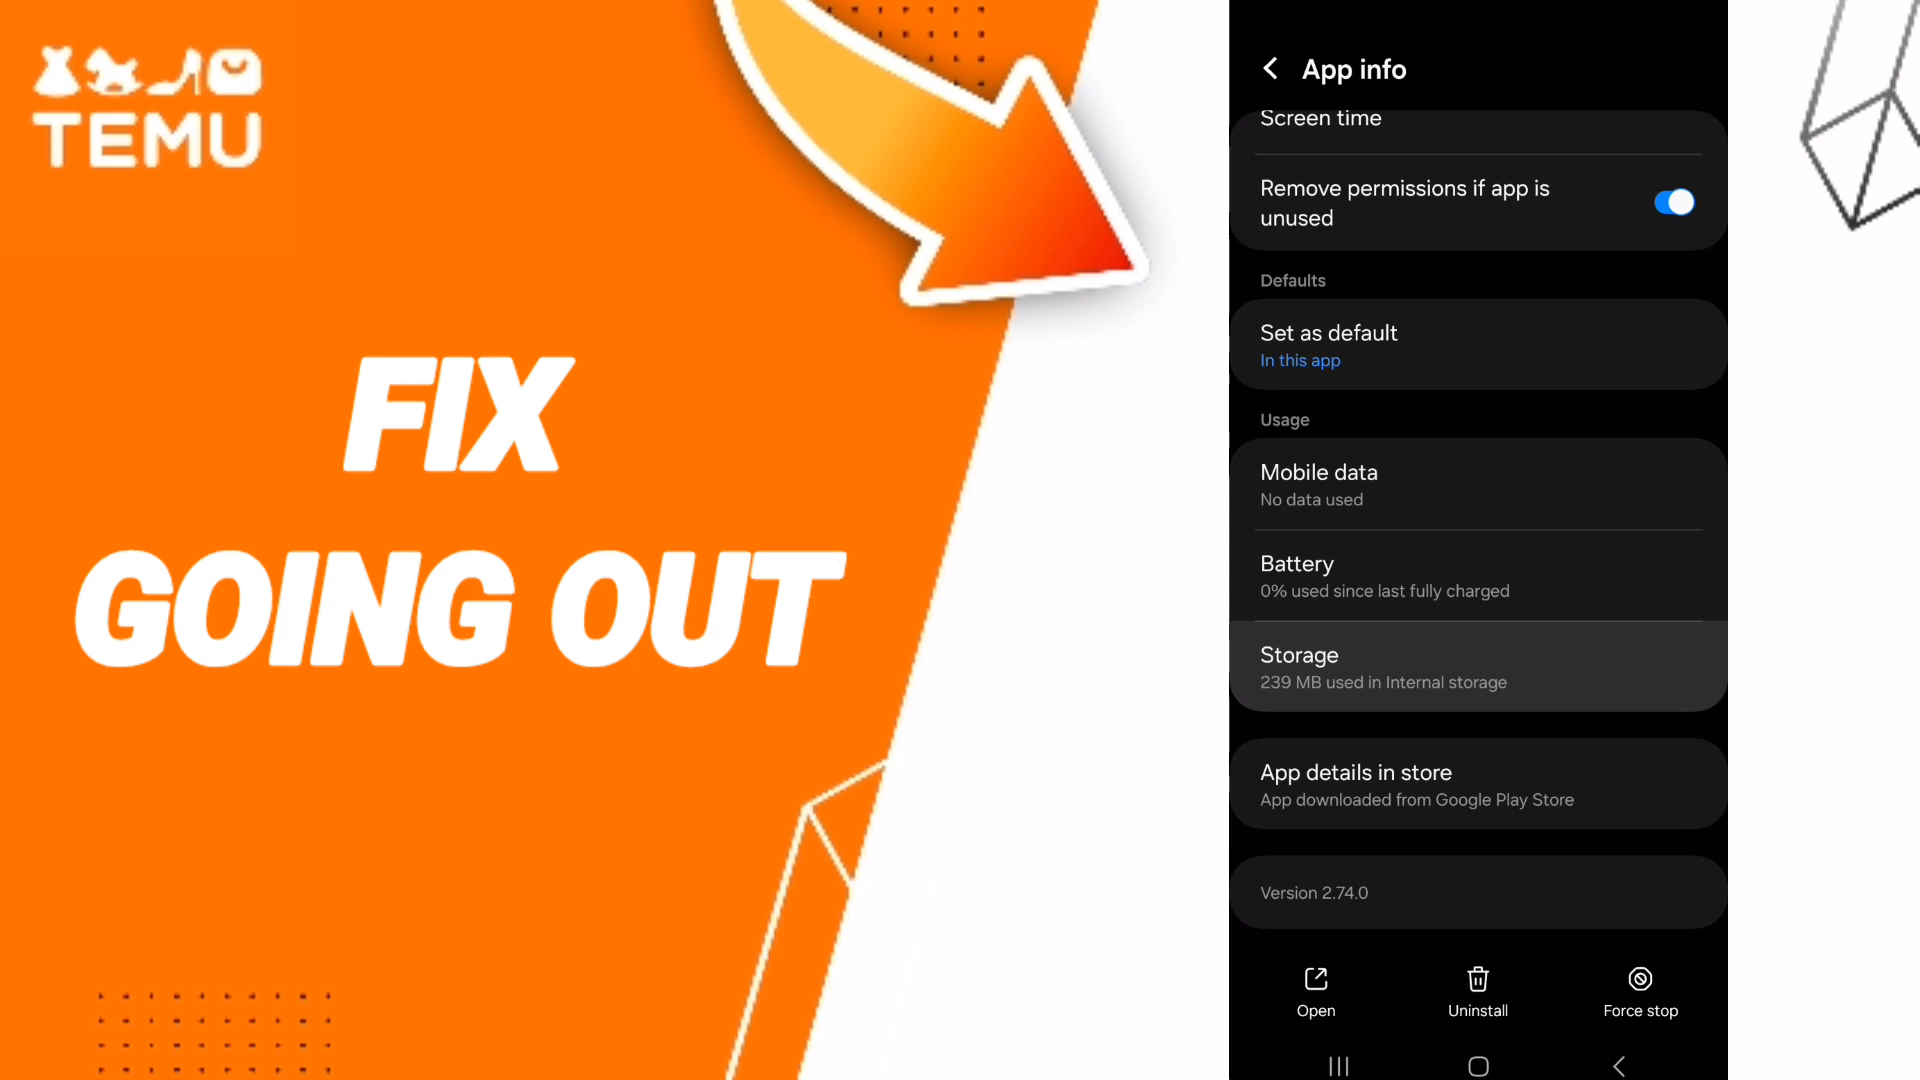 TEMU
FIX
GOING OUT
App info
Screen time
Remove permissions if app is
unused
Defaults
Set as default
In this app
Usage
Mobile data
No data used
Battery
0% used since last fully charged
Storage
239 MB used in Internal storage
App details in store
App downloaded from Google Play Store
Version 2.74.0
Open
Uninstall
Force stop